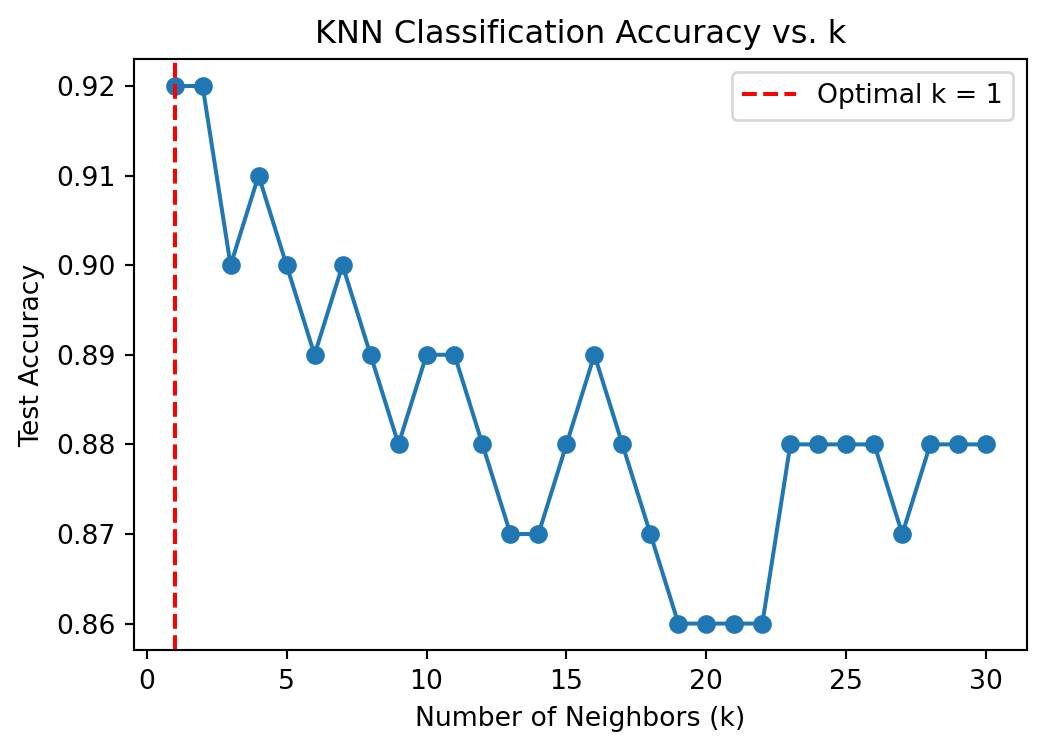 KNN Classification Accuracy vs. k
Optimal k = 1
Test Accuracy
0.92
0.91
0.90
0.89
0.88
0.87
0.86
0 5 10 15 20 25 30
Number of Neighbors (k)